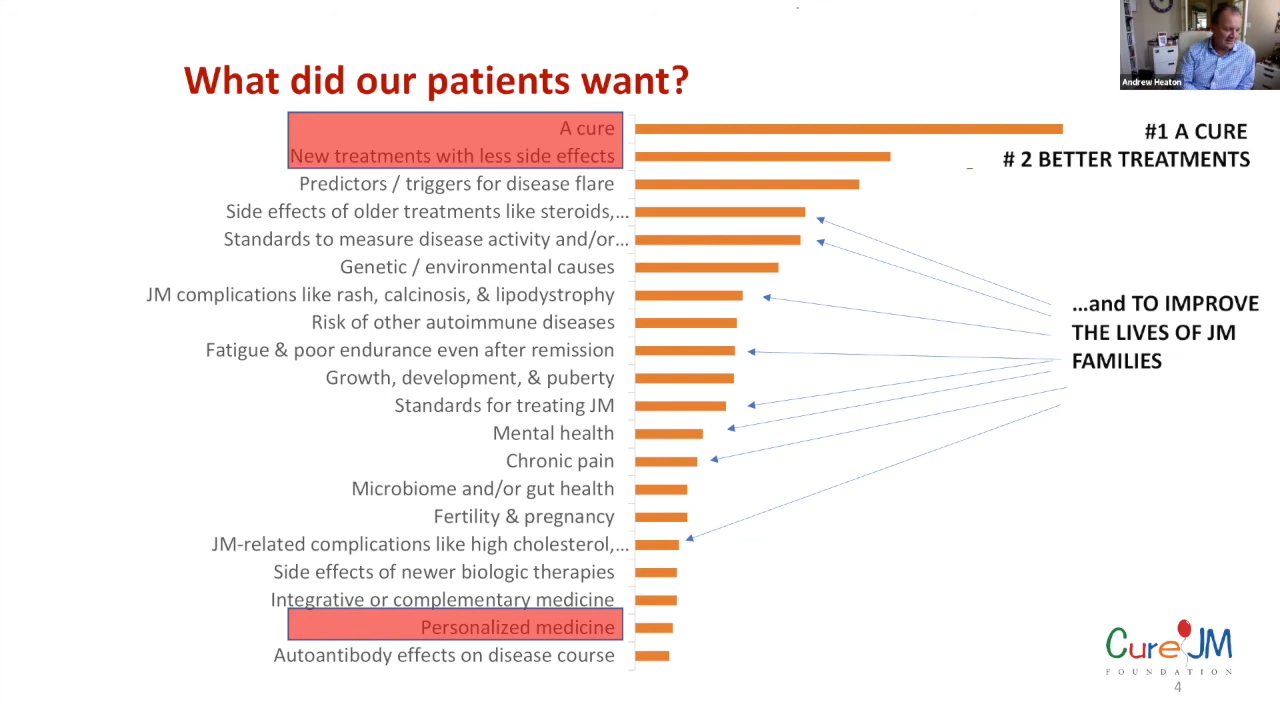 Andrew Heaton
What did our patients want?
A cure
New treatments with less side effects
Predictors / triggers for disease flare
Side effects of older treatments like steroids,...
Standards to measure disease activity and/or...
Genetic / environmental causes
JM complications like rash, calcinosis, & lipodystrophy
Risk of other autoimmune diseases
Fatigue & poor endurance even after remission
Growth, development, & puberty
Standards for treating JM
Mental health
Chronic pain
Microbiome and/or gut health
Fertility & pregnancy
JM-related complications like high cholesterol,...
Side effects of newer biologic therapies
Integrative or complementary medicine
Personalized medicine
Autoantibody effects on disease course
#1 A CURE
# 2 BETTER TREATMENTS
...and TO IMPROVE
THE LIVES OF JM
FAMILIES
Cure JM
FOUNDATION
4